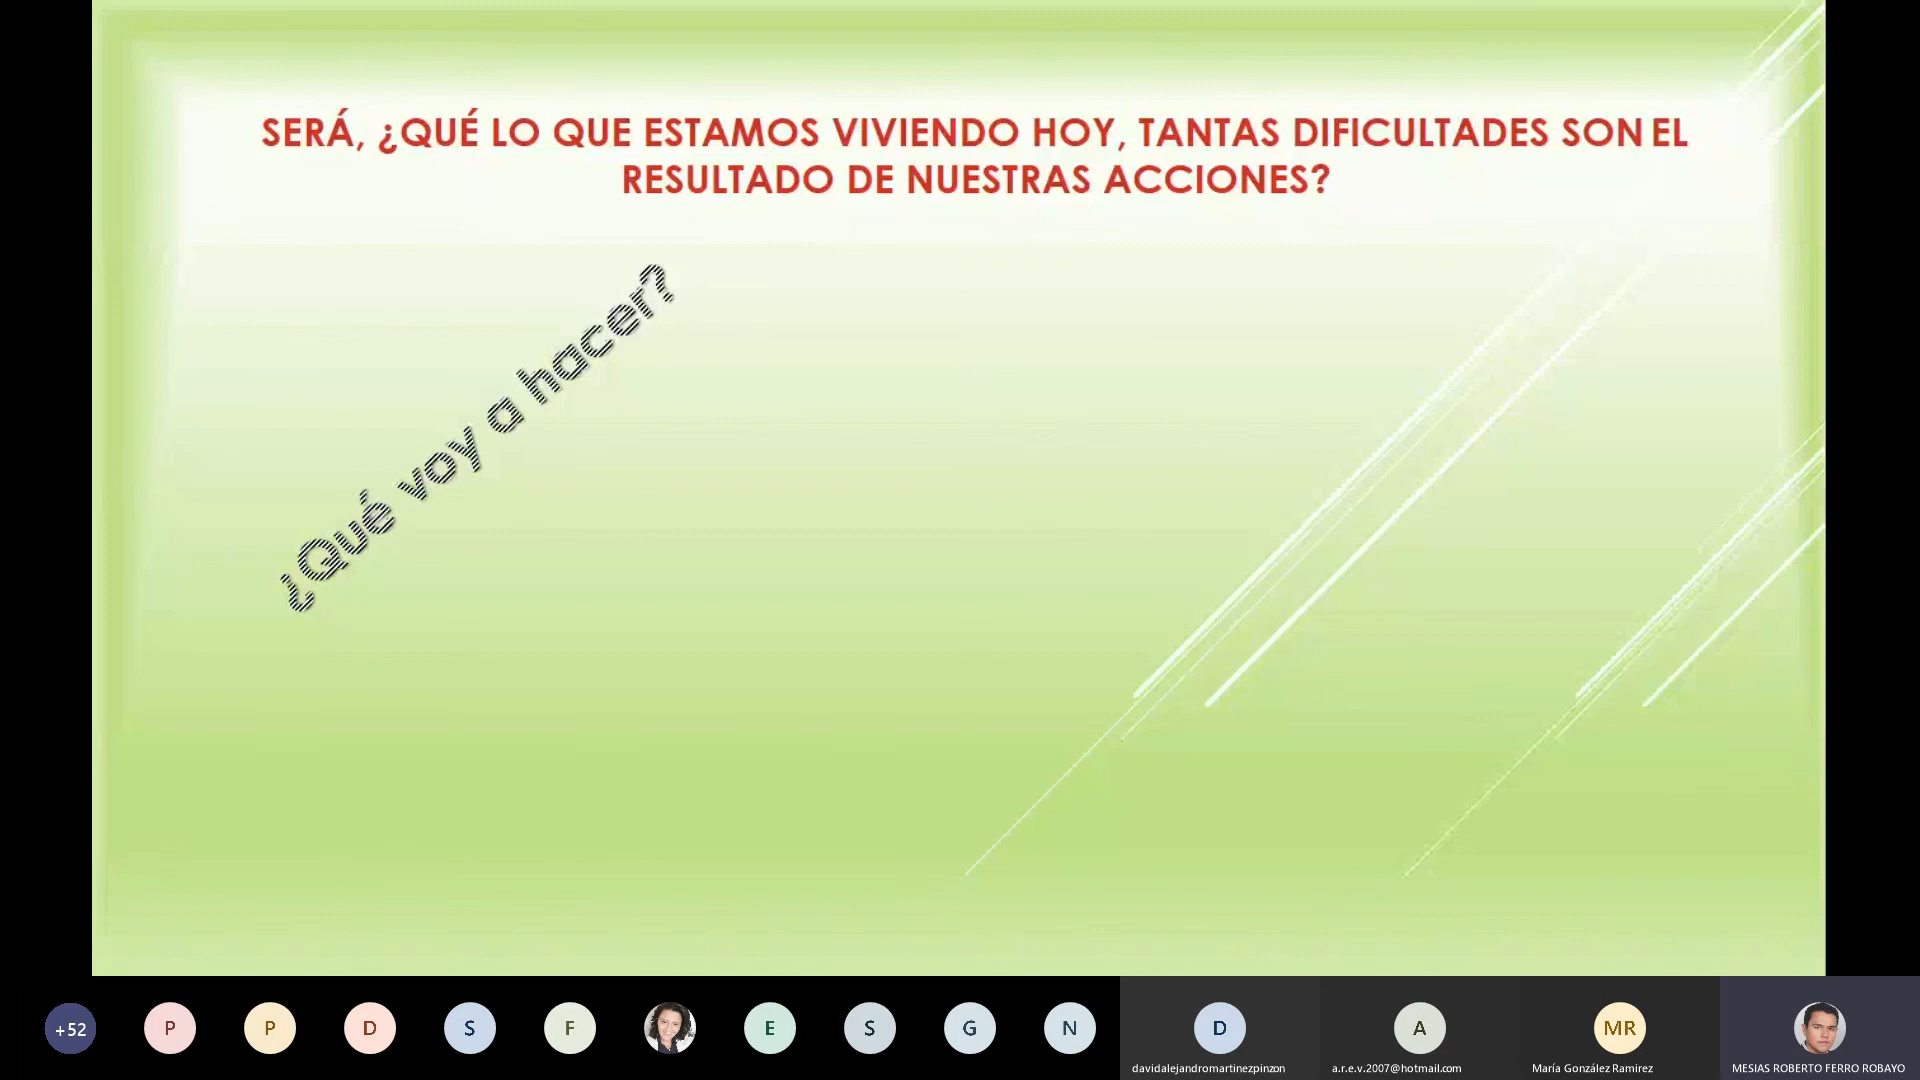 SERÁ, ¿QUÉ LO QUE ESTAMOS VIVIENDO HOY, TANTAS DIFICULTADES SON EL
RESULTADO DE NUESTRAS ACCIONES?
¿Qué voy a hacer?
+52
P
P
D
S
F
E
S
G
N
D
A
MR
davidalejandromartinezpinzon
a.r.e.v.2007@hotmail.com
María González Ramirez
MESIAS ROBERTO FERRO ROBAYO